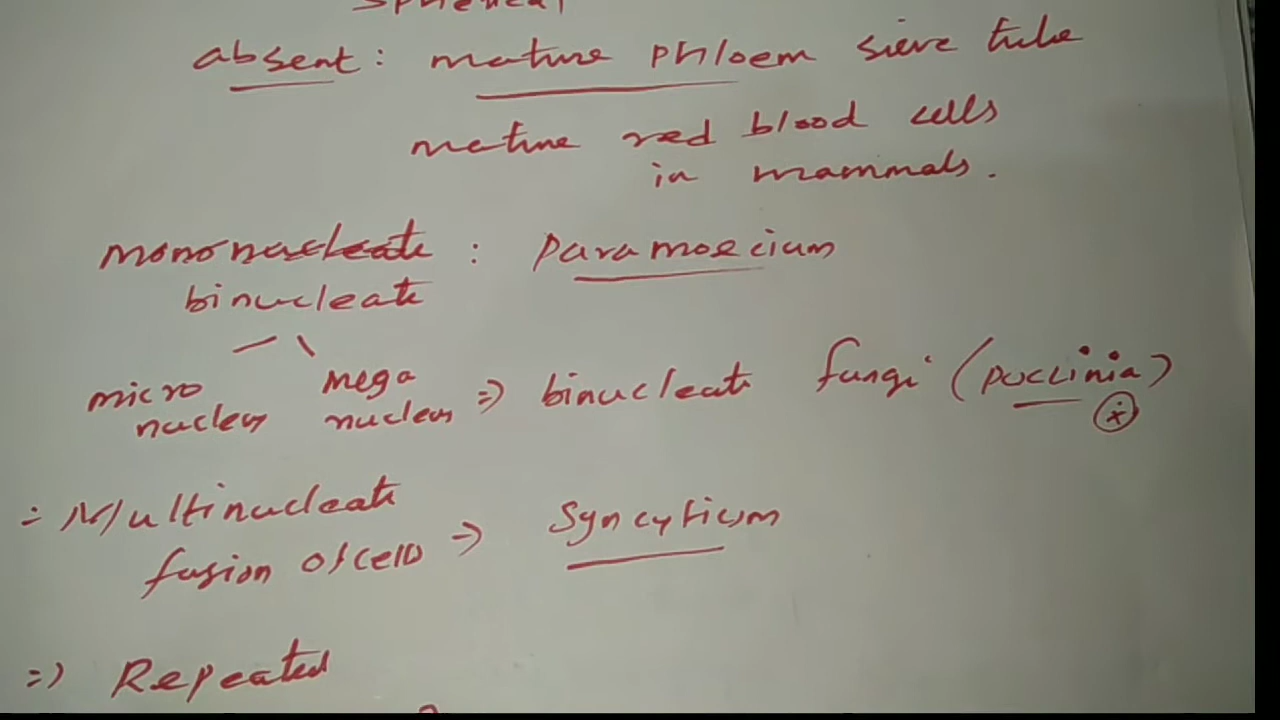 spherical
absent: mature phloem sieve tube
mature red blood cells
in mammals.
mononucleate : paramoecium
binucleate
micro nucleus mega nucleus => binucleate fungi (puccinia)
÷ Multinucleate
fusion of cells -> Syncytium
=> Repeated